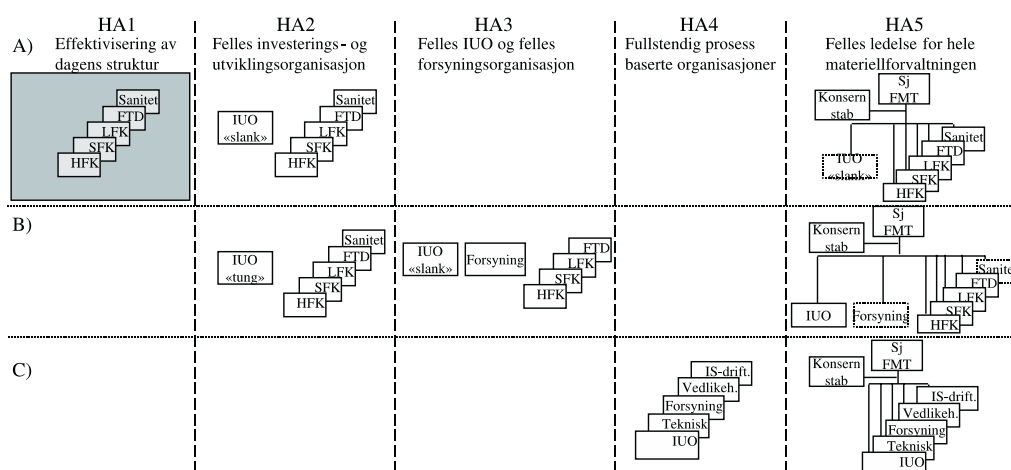 HA1
HA2
HA3
HA4
HA5
A)
Effektivisering av
dagens struktur
Felles investerings- og
utviklingsorganisasjon
Felles IUO og felles
forsyningsorganisasjon
Fullstendig prosess
baserte organisasjoner
Felles ledelse for hele
materiellforvaltningen
Sanitet
FTD
LFK
SFK
HFK
IUO
«slank»
Sanitet
FTD
LFK
SFK
HFK
Sj
FMT
Konsern
stab
IUO
«slank»
Sanitet
FTD
LFK
SFK
HFK
B)
IUO
«tung»
Sanitet
FTD
LFK
SFK
HFK
IUO
«slank»
Forsyning
FTD
LFK
SFK
HFK
Sj
FMT
Konsern
stab
IUO
Forsyning
Sanite
FTD
LFK
SFK
HFK
C)
IS-drift.
Vedlikeh.
Forsyning
Teknisk
IUO
Sj
FMT
Konsern
stab
IS-drift.
Vedlikeh.
Forsyning
Teknisk
IUO